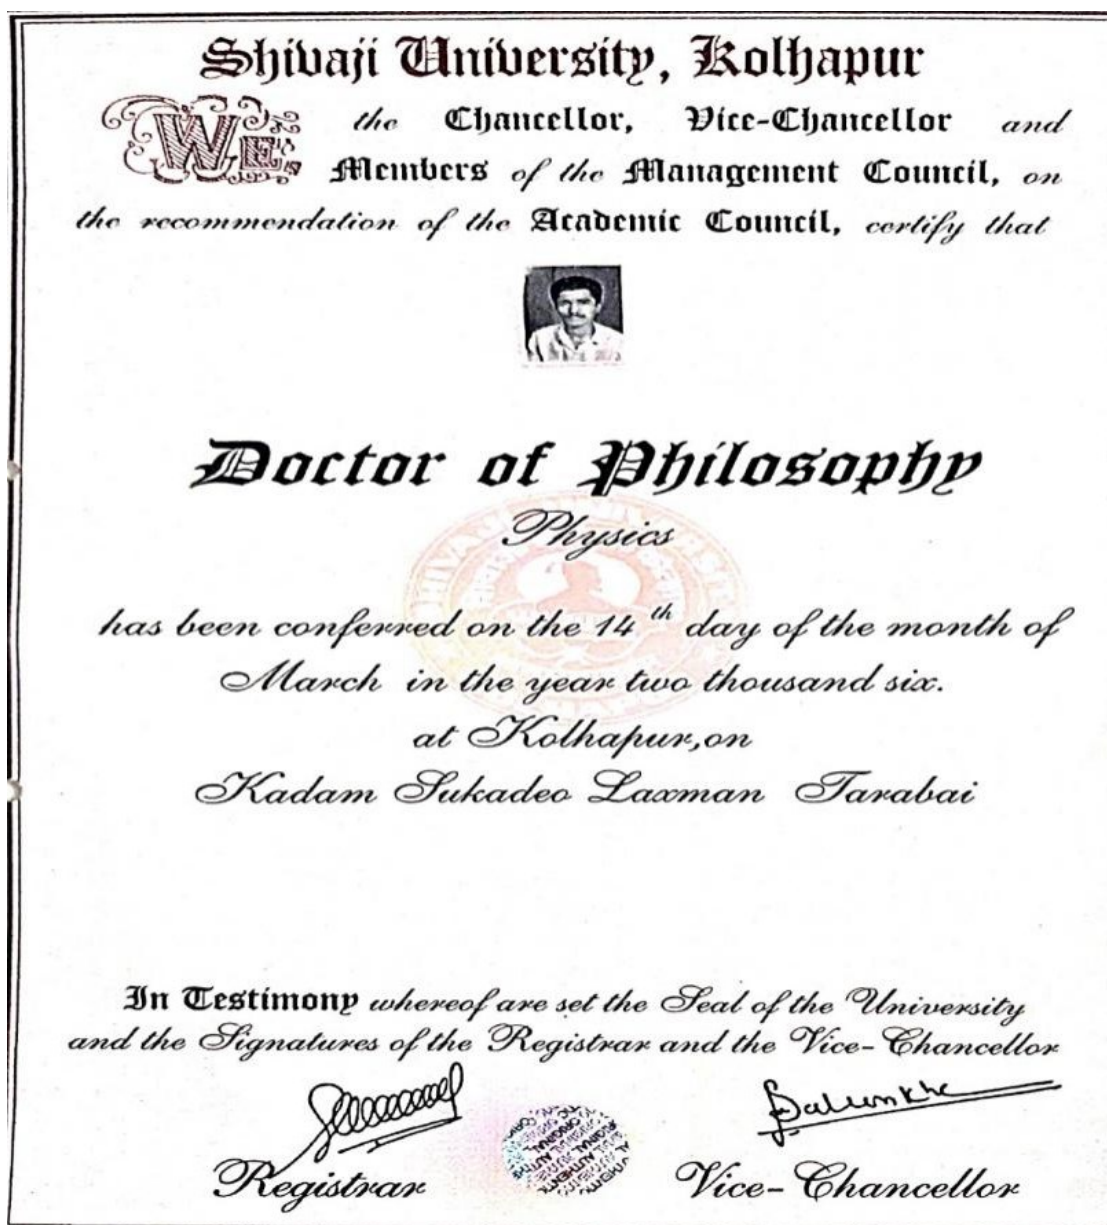 Shivaji University, Kolhapur
WE the Chancellor, Vice-Chancellor and
Members of the Management Council, on
the recommendation of the Academic Council, certify that
Doctor of Philosophy
Physics
has been conferred on the 14th day of the month of
March in the year two thousand six.
at Kolhapur,on
Kadam Sukadeo Laxman Tarabai
In Testimony whereof are set the Seal of the University
and the Signatures of the Registrar and the Vice-Chancellor
Registrar Vice-Chancellor